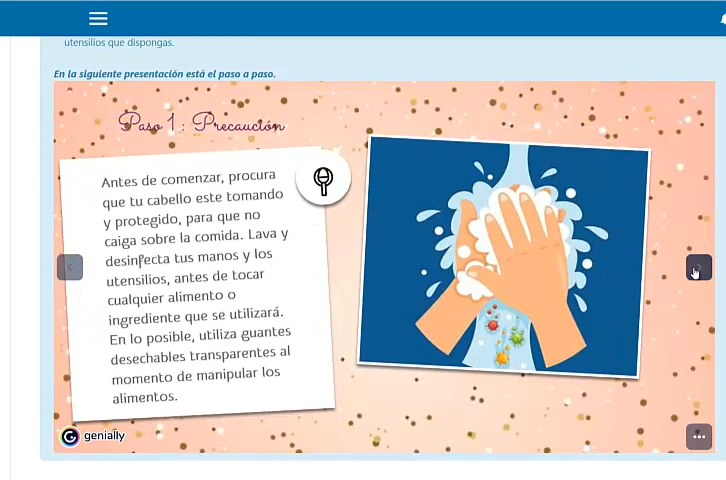 utensilios que dispongas.
En la siguiente presentación está el paso a paso.
Paso 1 : Precaución
Antes de comenzar, procura
que tu cabello este tomando
y protegido, para que no
caiga sobre la comida. Lava y
desinfecta tus manos y los
utensilios, antes de tocar
cualquier alimento o
ingrediente que se utilizará.
En lo posible, utiliza guantes
desechables transparentes al
momento de manipular los
alimentos.
genially